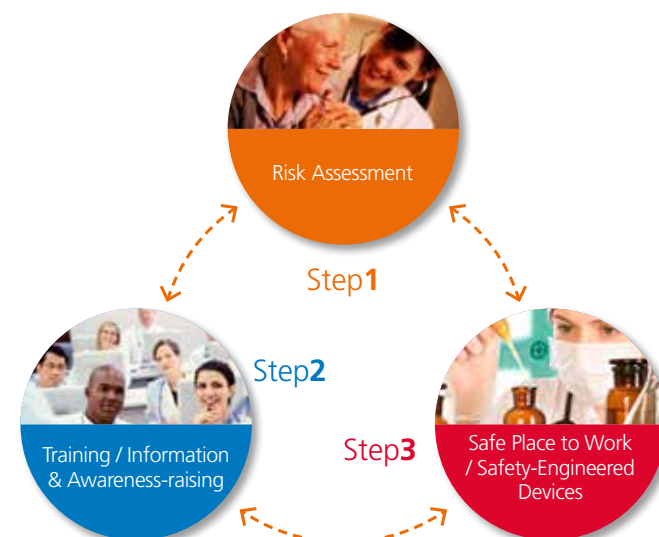 Risk Assessment
Step1
Step2
Training / Information
& Awareness-raising
Step3
Safe Place to Work
/ Safety-Engineered
Devices